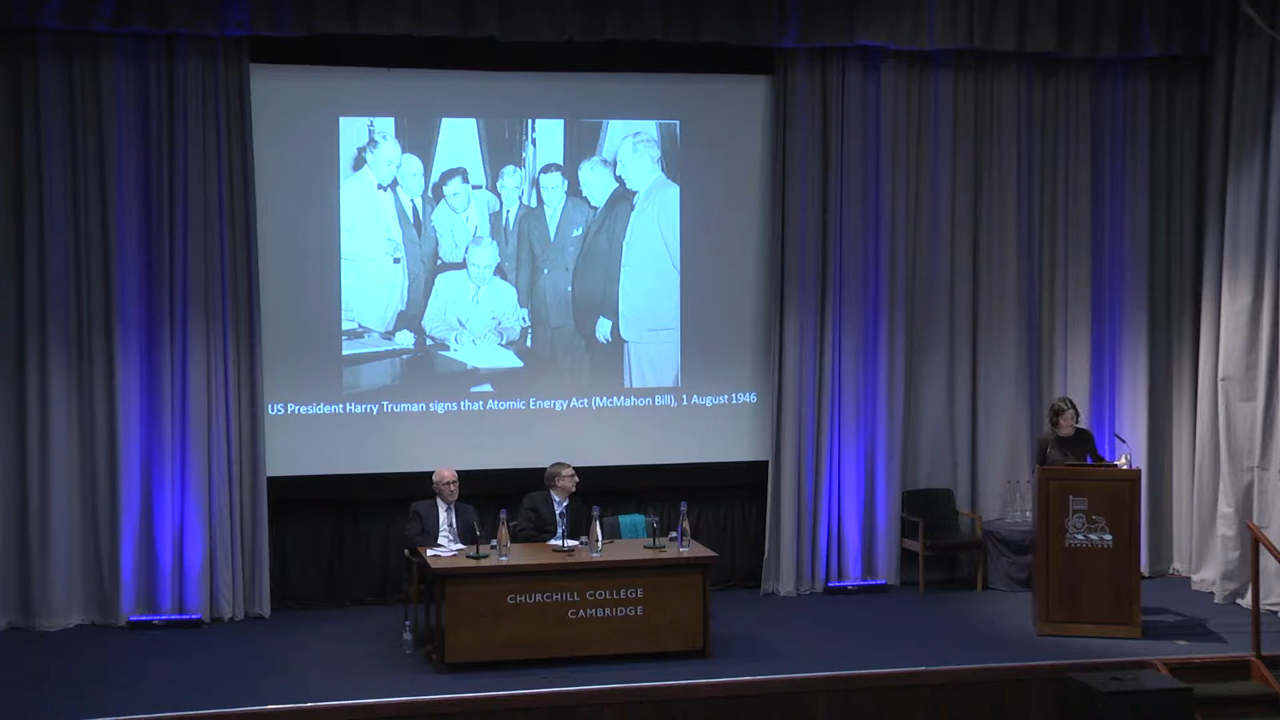 US President Harry Truman signs that Atomic Energy Act (McMahon Bill), 1 August 1946
CHURCHILL COLLEGE
CAMBRIDGE